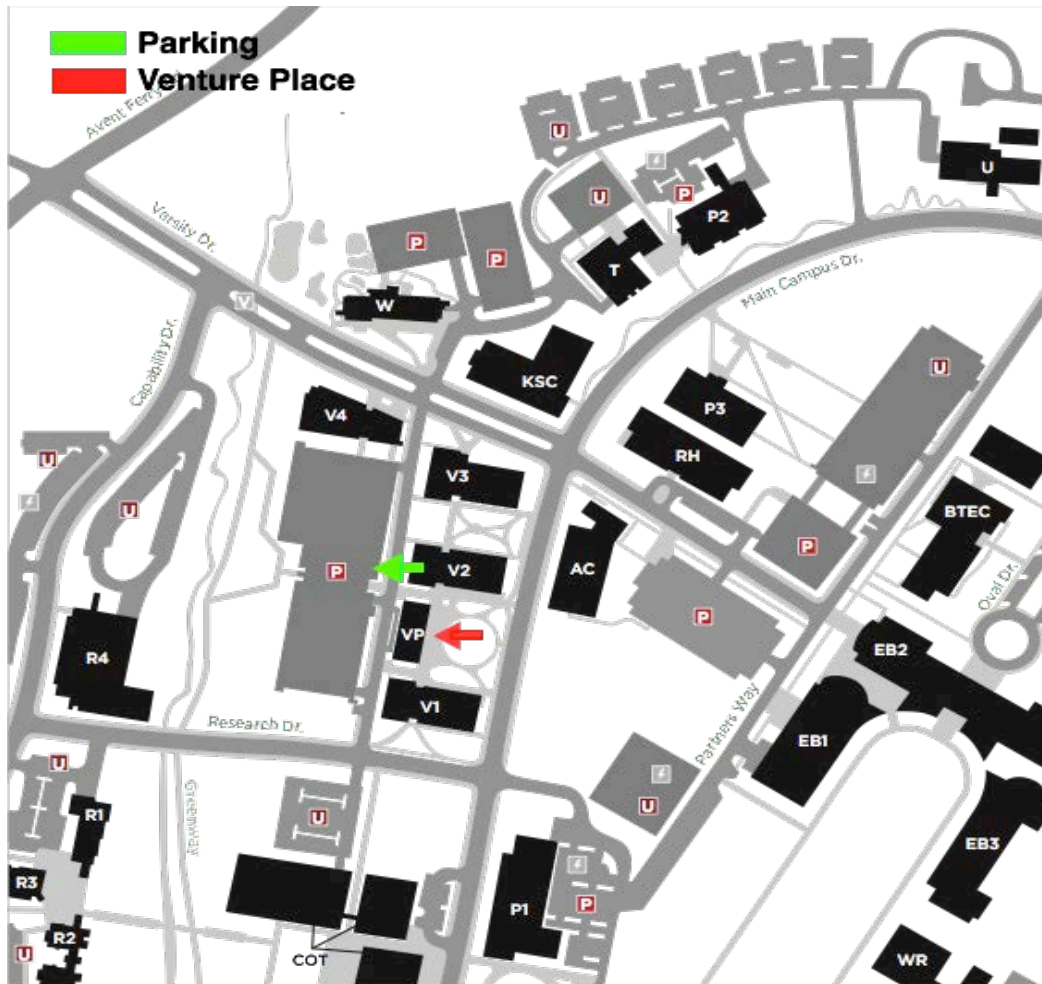 Parking
Venture Place
Avent Ferry
U
U
Varsity Dr.
U
P
P2
P
P
T
V
W
Main Campus Dr.
Capability Dr.
KSC
U
V4
P3
U
RH
V3
U
BTEC
P
V2
AC
P
Oval Dr.
VP
P
EB2
R4
V1
Research Dr.
Partners Way
EB1
U
Greenway
U
U
R1
EB3
R3
P1
P
R2
U
COT
WR